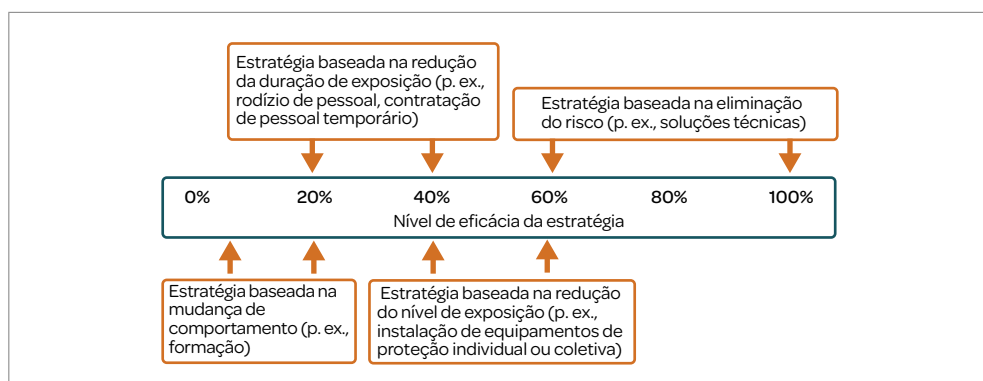 Estratégia baseada na redução
da duração de exposição (p. ex.,
rodízio de pessoal, contratação
de pessoal temporário)
Estratégia baseada na eliminação
do risco (p. ex., soluções técnicas)
0% 20% 40% 60% 80% 100%
Nível de eficácia da estratégia
Estratégia baseada na
mudança de
comportamento (p. ex.,
formação)
Estratégia baseada na redução
do nível de exposição (p. ex.,
instalação de equipamentos de
proteção individual ou coletiva)